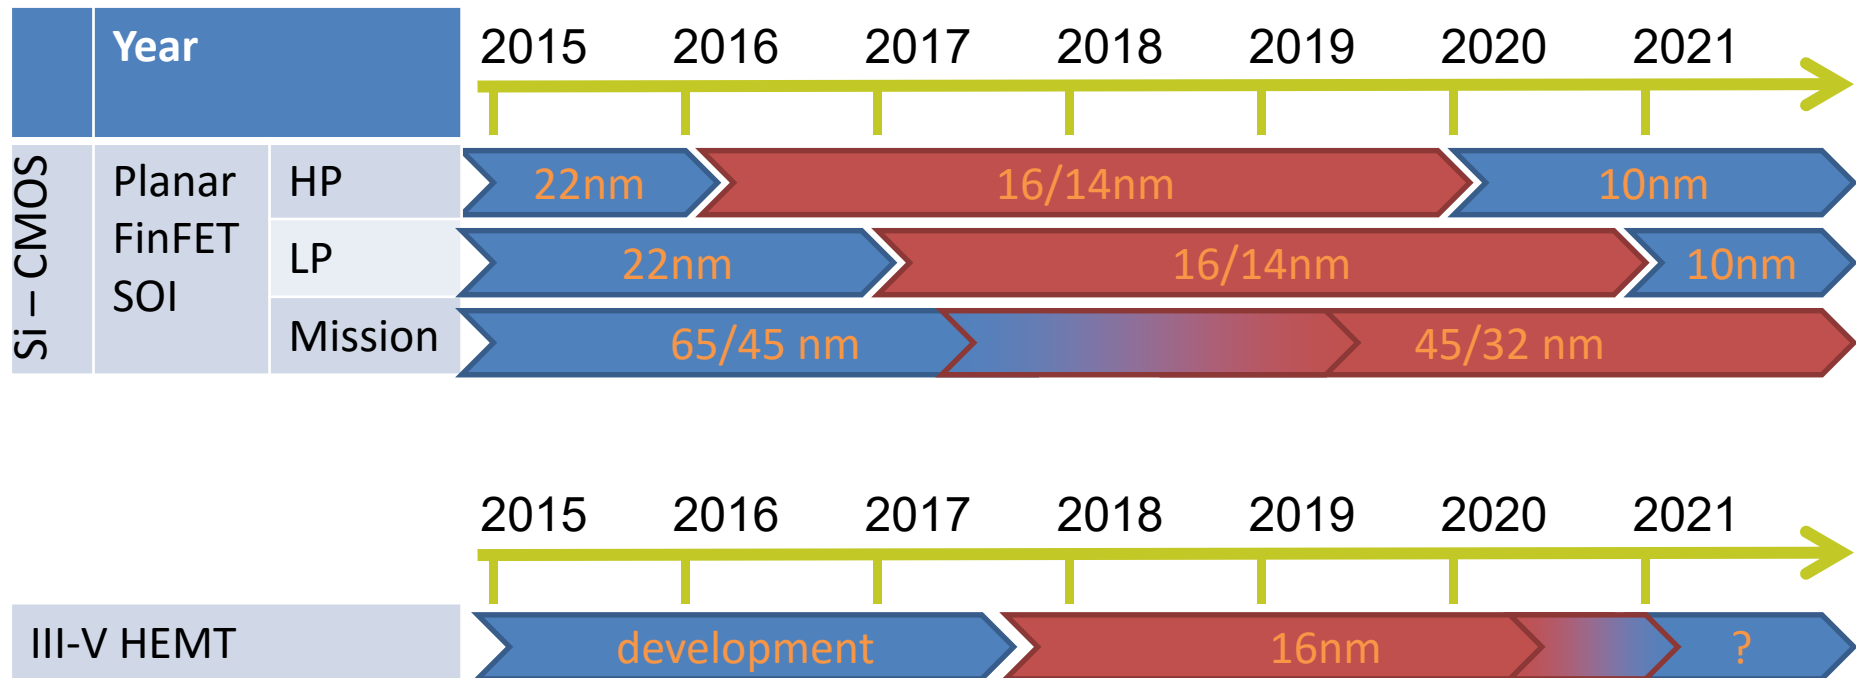 Year
2015 2016 2017 2018 2019 2020 2021
Si – CMOS
Planar
FinFET
SOI
HP
22nm 16/14nm 10nm
LP
22nm 16/14nm 10nm
Mission
65/45 nm 45/32 nm
2015 2016 2017 2018 2019 2020 2021
III-V HEMT
development 16nm ?